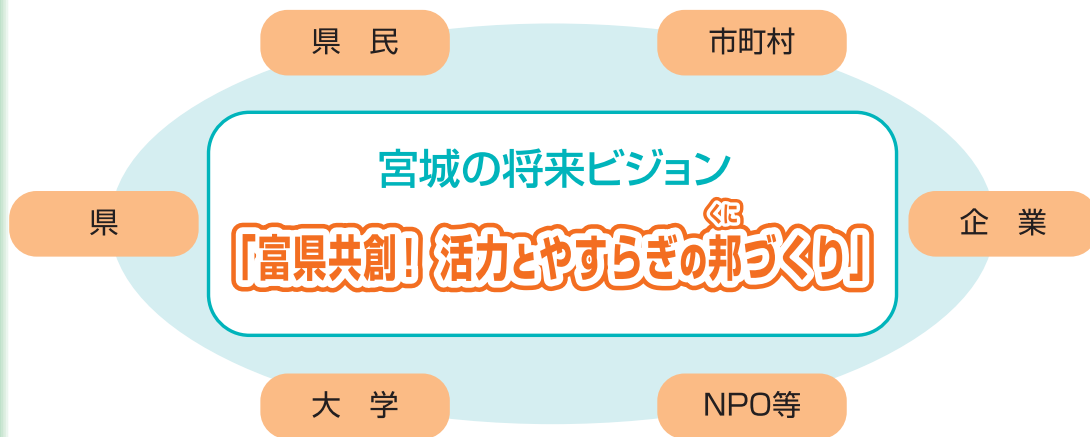 県　民
市町村
宮城の将来ビジョン
くに
「富県共創！ 活力とやすらぎの邦づくり」
県
企　業
大　学
NPO等